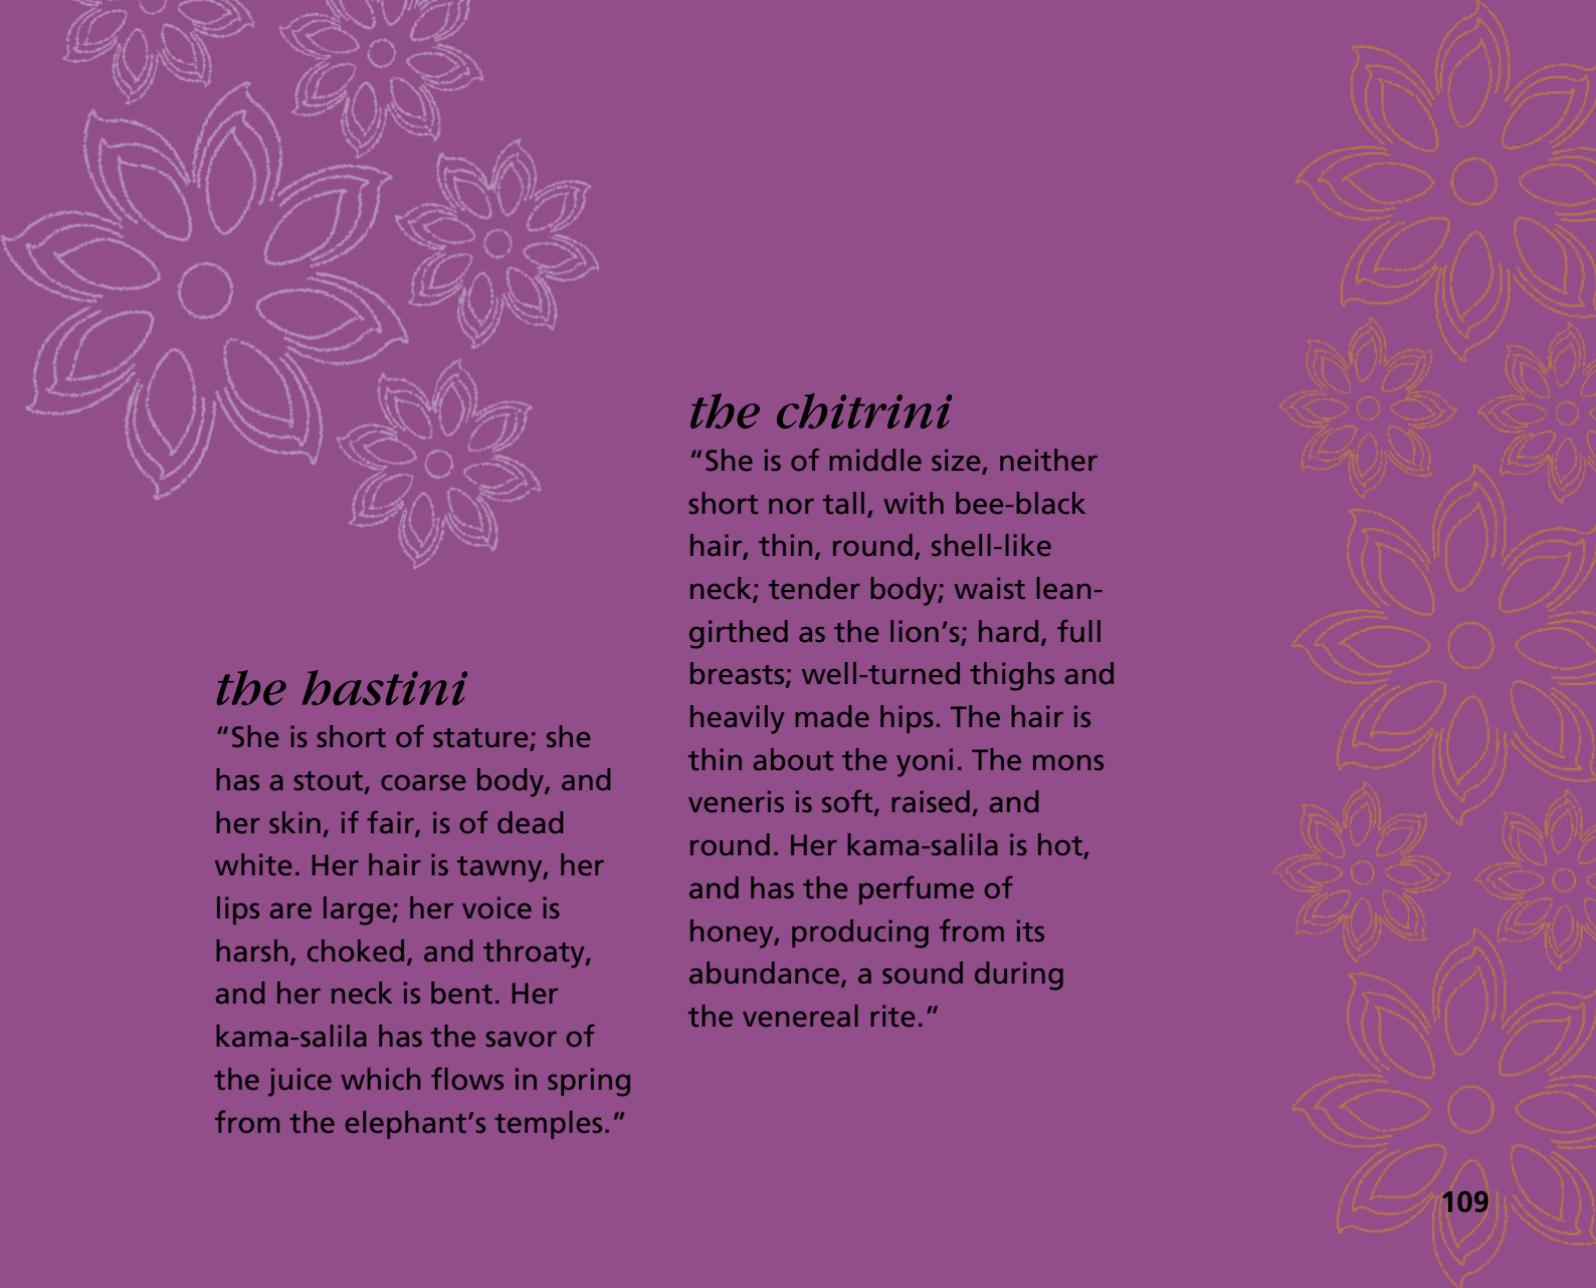 the hastini
“She is short of stature; she
has a stout, coarse body, and
her skin, if fair, is of dead
white. Her hair is tawny, her
lips are large; her voice is
harsh, choked, and throaty,
and her neck is bent. Her
kama-salila has the savor of
the juice which flows in spring
from the elephant’s temples.”
the chitrini
“She is of middle size, neither
short nor tall, with bee-black
hair, thin, round, shell-like
neck; tender body; waist lean-
girthed as the lion’s; hard, full
breasts; well-turned thighs and
heavily made hips. The hair is
thin about the yoni. The mons
veneris is soft, raised, and
round. Her kama-salila is hot,
and has the perfume of
honey, producing from its
abundance, a sound during
the venereal rite.”
109